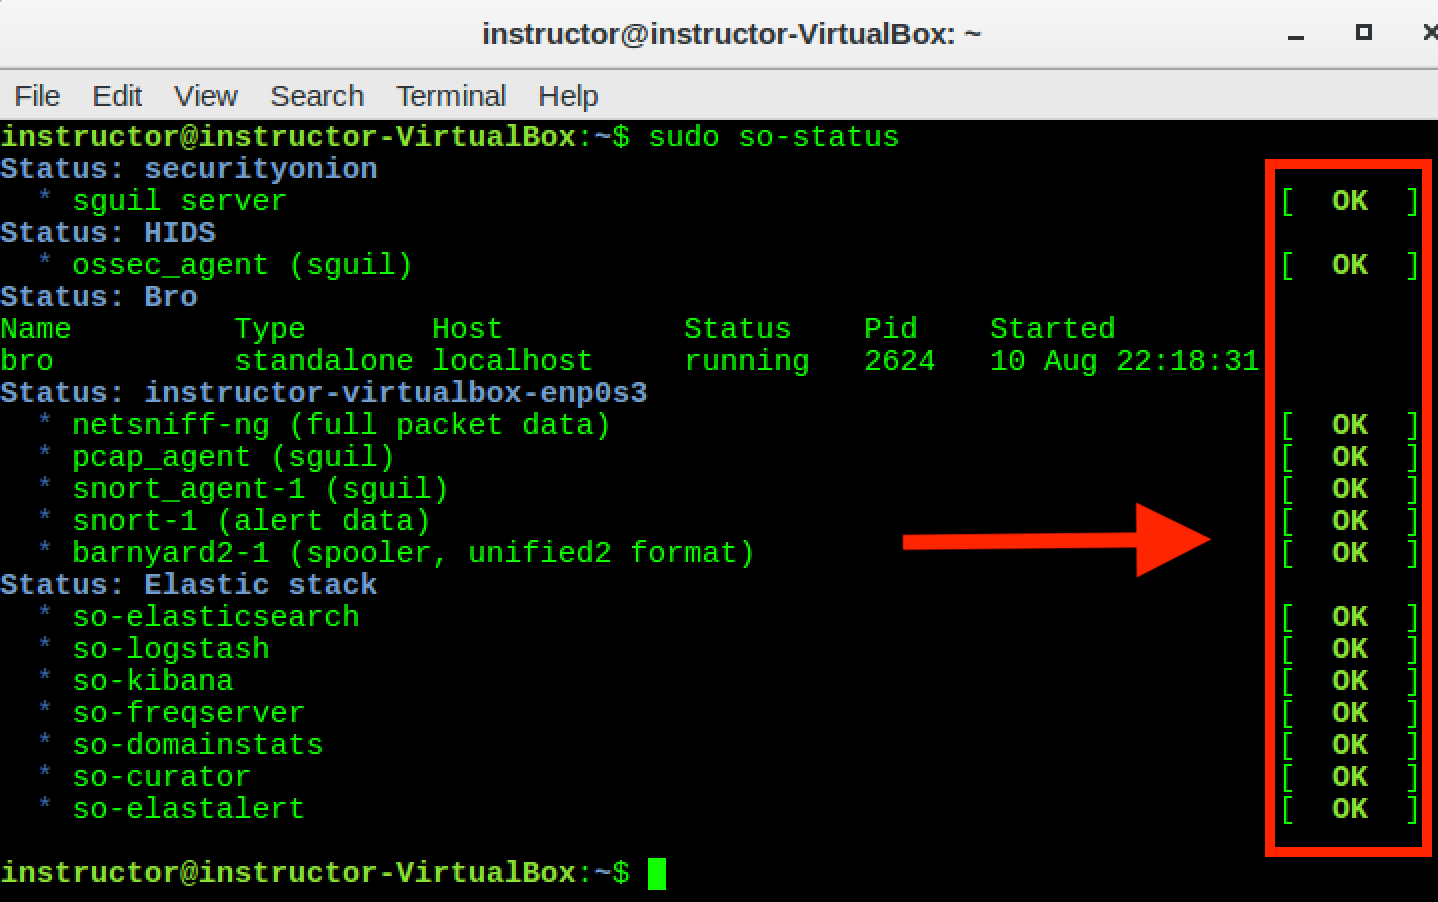 instructor@instructor-VirtualBox: ~
File Edit View Search Terminal Help
instructor@instructor-VirtualBox:~$ sudo so-status
Status: securityonion
  * sguil server [ OK ]
Status: HIDS
  * ossec_agent (sguil) [ OK ]
Status: Bro
Name Type Host Status Pid Started
bro standalone localhost running 2624 10 Aug 22:18:31
Status: instructor-virtualbox-enp0s3
  * netsniff-ng (full packet data) [ OK ]
  * pcap_agent (sguil) [ OK ]
  * snort_agent-1 (sguil) [ OK ]
  * snort-1 (alert data) [ OK ]
  * barnyard2-1 (spooler, unified2 format) [ OK ]
Status: Elastic stack
  * so-elasticsearch [ OK ]
  * so-logstash [ OK ]
  * so-kibana [ OK ]
  * so-freqserver [ OK ]
  * so-domainstats [ OK ]
  * so-curator [ OK ]
  * so-elastalert [ OK ]
instructor@instructor-VirtualBox:~$